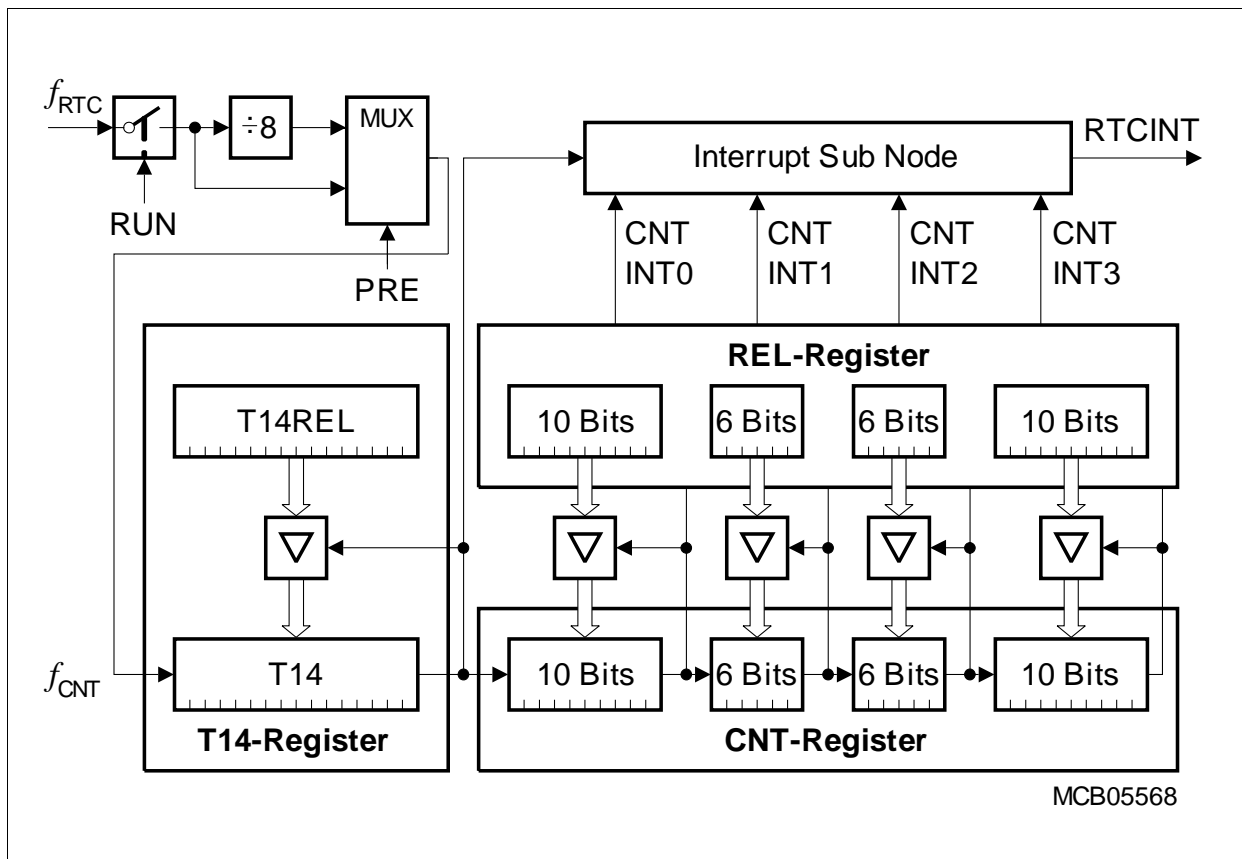 fRTC
÷8
MUX
RUN
PRE
Interrupt Sub Node
RTCINT
CNT
INT0
CNT
INT1
CNT
INT2
CNT
INT3
REL-Register
T14REL
10 Bits
6 Bits
6 Bits
10 Bits
fCNT
T14
10 Bits
6 Bits
6 Bits
10 Bits
T14-Register
CNT-Register
MCB05568